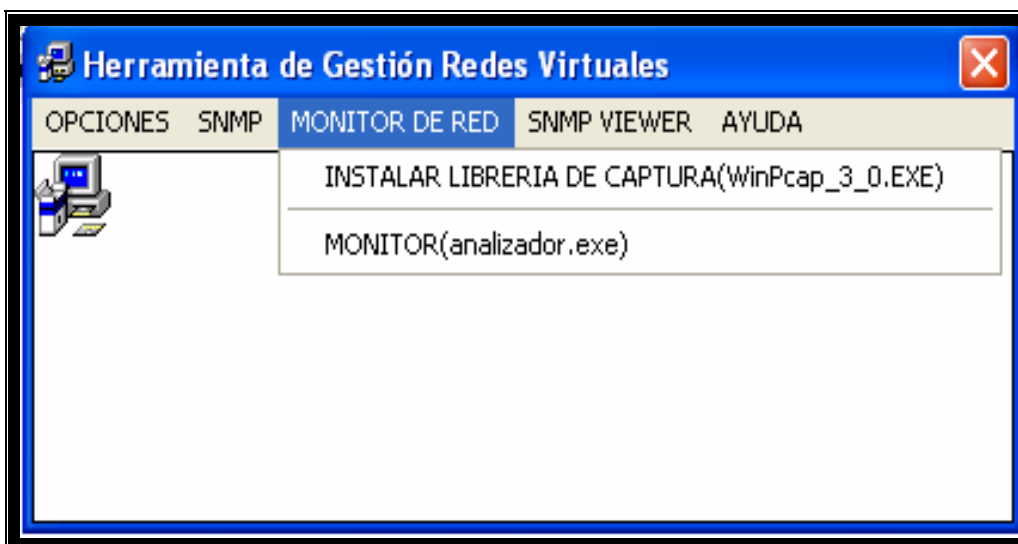 Herramienta de Gestión Redes Virtuales
OPCIONES SNMP MONITOR DE RED SNMP VIEWER AYUDA
INSTALAR LIBRERIA DE CAPTURA(WinPcap_3_0.EXE)
MONITOR(analizador.exe)